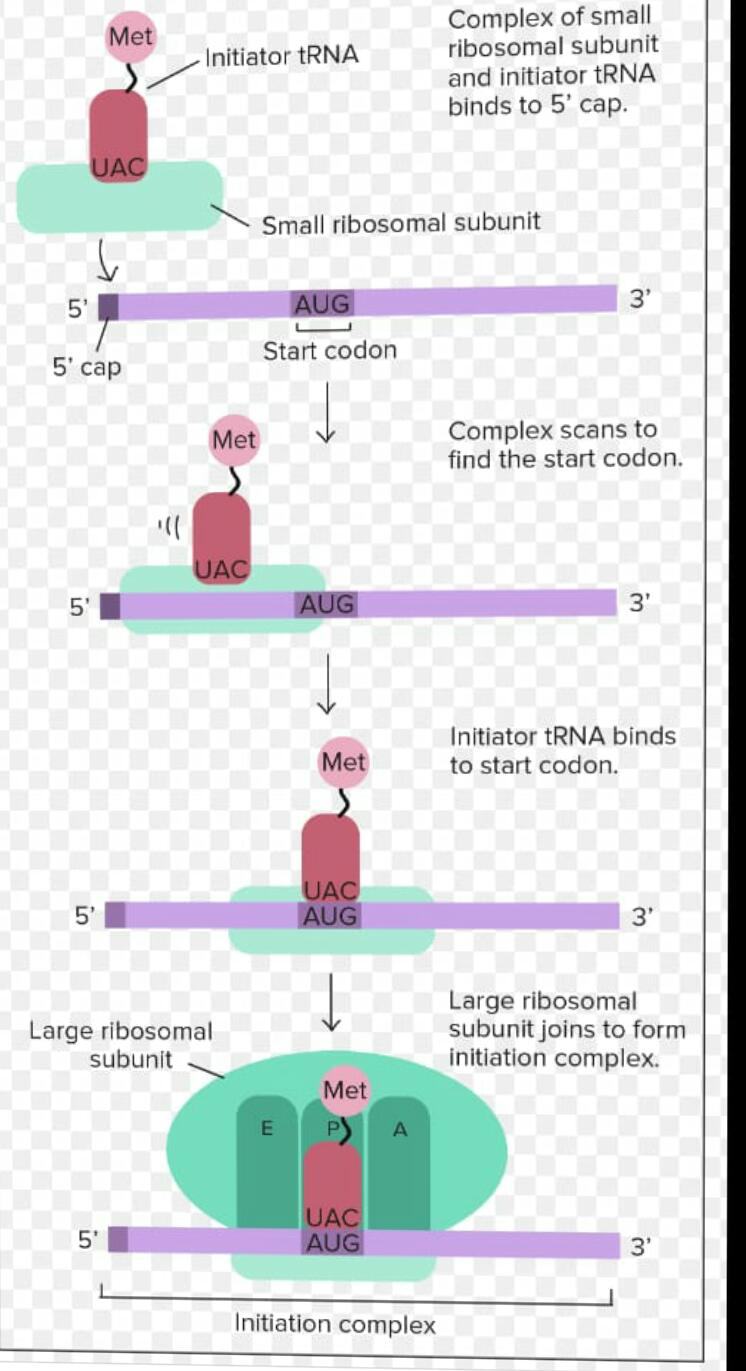 Met
Initiator tRNA
UAC
Small ribosomal subunit
Complex of small
ribosomal subunit
and initiator tRNA
binds to 5’ cap.
5’
AUG
3’
5’ cap
Start codon
Met
UAC
Complex scans to
find the start codon.
5’
AUG
3’
Met
Initiator tRNA binds
to start codon.
UAC
5’
AUG
3’
Large ribosomal
subunit
Large ribosomal
subunit joins to form
initiation complex.
Met
E
P
A
UAC
5’
AUG
3’
Initiation complex